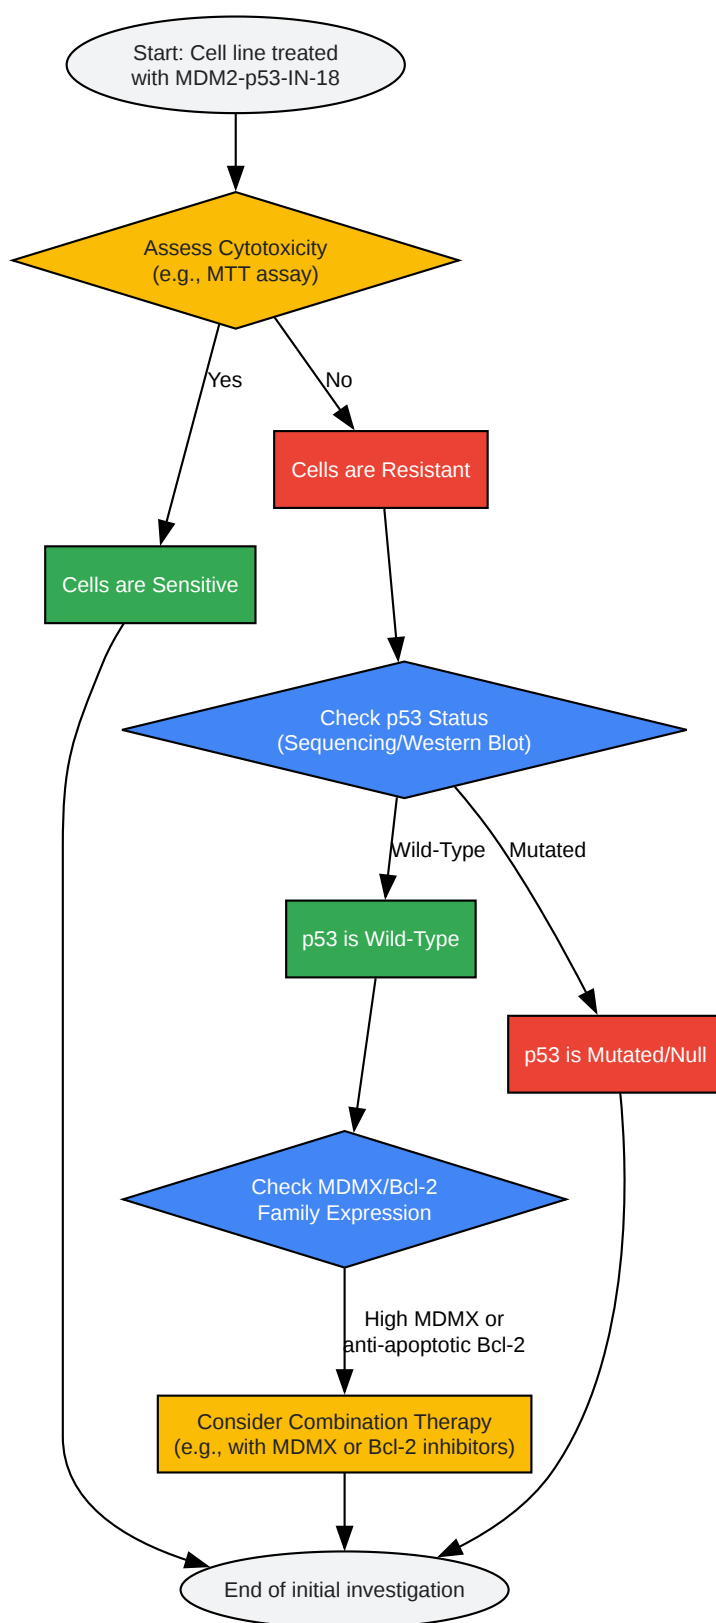 Start: Cell line treated
with MDM2-p53-IN-18
Assess Cytotoxicity
(e.g., MTT assay)
Yes
No
Cells are Resistant
Cells are Sensitive
Check p53 Status
(Sequencing/Western Blot)
Wild-Type
Mutated
p53 is Wild-Type
p53 is Mutated/Null
Check MDMX/Bcl-2
Family Expression
High MDMX or
anti-apoptotic Bcl-2
Consider Combination Therapy
(e.g., with MDMX or Bcl-2 inhibitors)
End of initial investigation